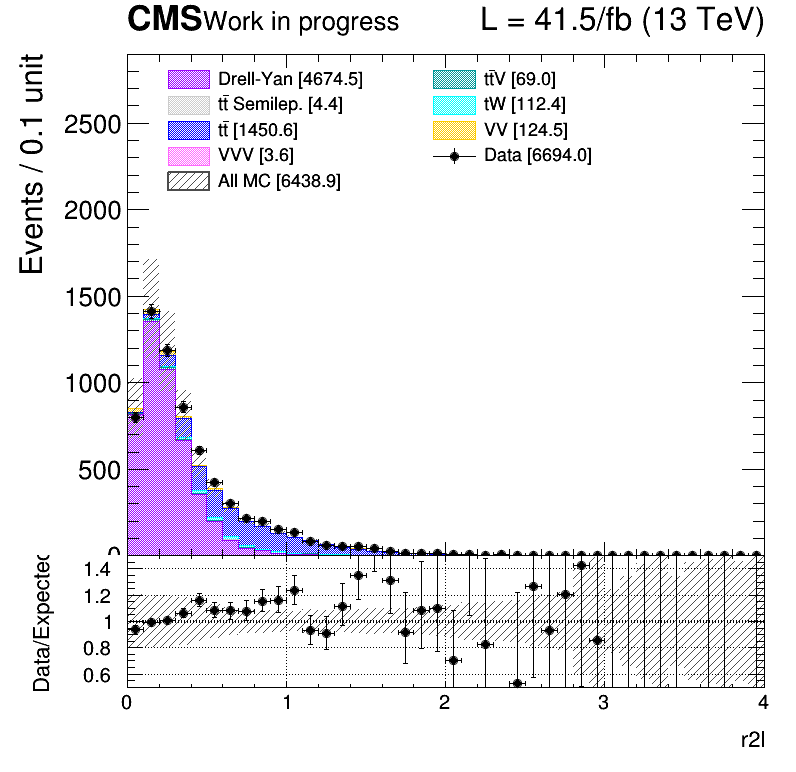 CMS Work in progress L = 41.5/fb (13 TeV)
Events / 0.1 unit
2500
2000
1500
1000
500
0
Drell-Yan [4674.5]
tt̄ Semilep. [4.4]
tt̄ [1450.6]
VVV [3.6]
All MC [6438.9]
tt̄V [69.0]
tW [112.4]
VV [124.5]
Data [6694.0]
Data/Expected
1.4
1.2
1
0.8
0.6
0 1 2 3 4
r2l